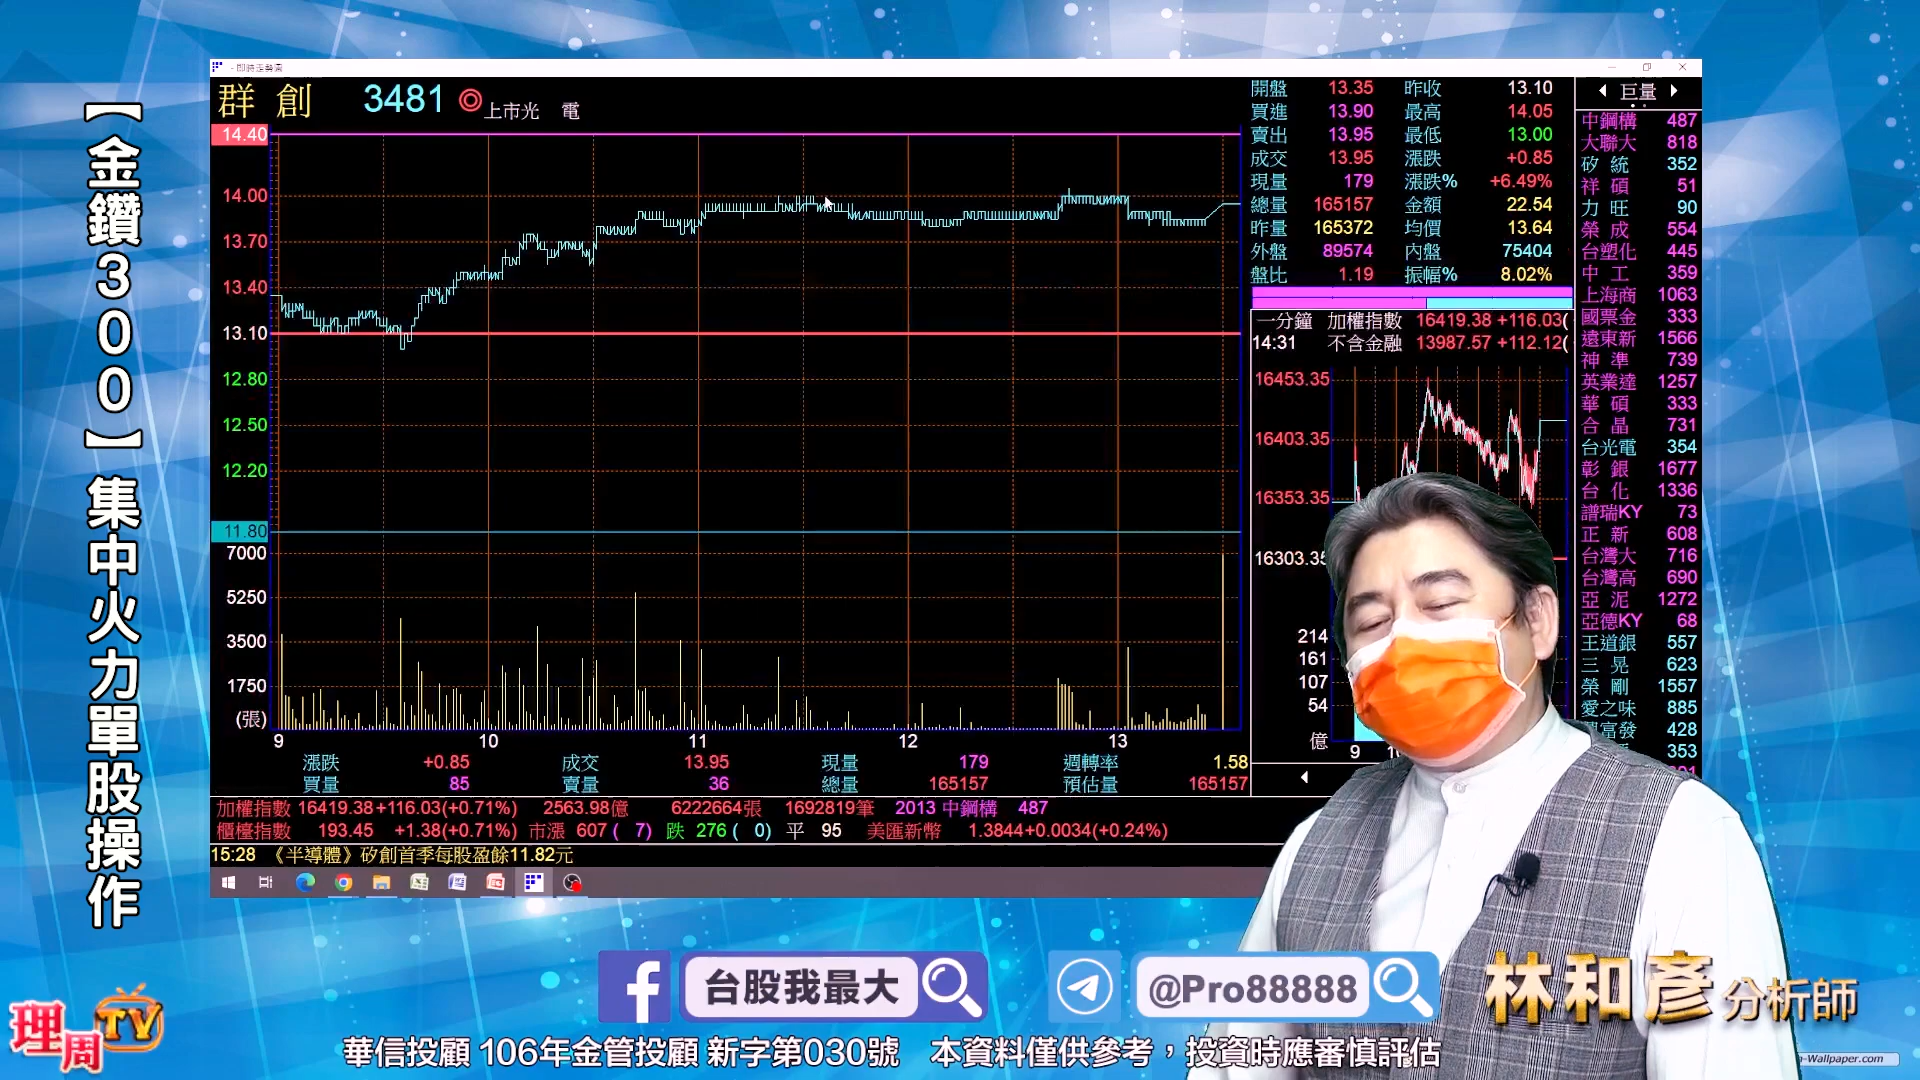 【金鑽300】集中火力單股操作
-即時走勢圖
群創 3481 ◎上市光 電
14.40
14.00
13.70
13.40
13.10
12.80
12.50
12.20
11.80
7000
5250
3500
1750
(張)
9 10 11 12 13
開盤 13.35 昨收 13.10
買進 13.90 最高 14.05
賣出 13.95 最低 13.00
成交 13.95 漲跌 +0.85
現量 179 漲跌% +6.49%
總量 165157 金額 22.54
昨量 165372 均價 13.64
外盤 89574 內盤 75404
盤比 1.19 振幅% 8.02%
一分鐘 加權指數 16419.38 +116.03(
14:31 不含金融 13987.57 +112.12(
16453.35
16403.35
16353.35
16303.35
214
161
107
54
億
9
巨量
中鋼構 487
大聯大 818
矽統 352
祥碩 51
力旺 90
榮成 554
台塑化 445
中工 359
上海商 1063
國票金 333
遠東新 1566
神準 739
英業達 1257
華碩 333
合晶 731
台光電 354
彰銀 1677
台化 1336
譜瑞KY 73
正新 608
台灣大 716
台灣高 690
亞泥 1272
亞德KY 68
王道銀 557
三晃 623
榮剛 1557
愛之味 885
富發 428
353
漲跌 +0.85 成交 13.95 現量 179 週轉率 1.58
買量 85 賣量 36 總量 165157 預估量 165157
加權指數 16419.38+116.03(+0.71%) 2563.98億 6222664張 1692819筆 2013 中鋼構 487
櫃檯指數 193.45 +1.38(+0.71%) 市漲 607( 7) 跌 276( 0) 平 95 美匯新幣 1.3844+0.0034(+0.24%)
15:28 《半導體》矽創首季每股盈餘11.82元
台股我最大
@Pro88888
林和彥分析師
理周TV
華信投顧 106年金管投顧 新字第030號 本資料僅供參考，投資時應審慎評估
-Wallpaper.com